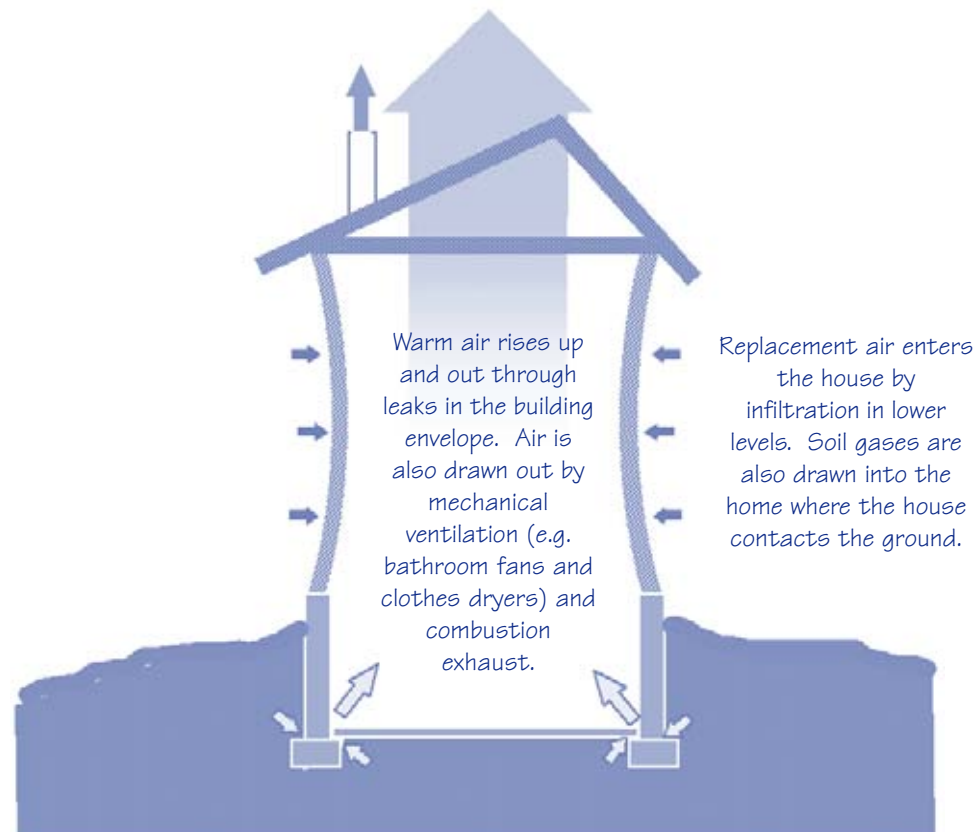 Warm air rises up
and out through
leaks in the building
envelope.  Air is
also drawn out by
mechanical
ventilation (e.g.
bathroom fans and
clothes dryers) and
combustion
exhaust.
Replacement air enters
the house by
infiltration in lower
levels.  Soil gases are
also drawn into the
home where the house
contacts the ground.